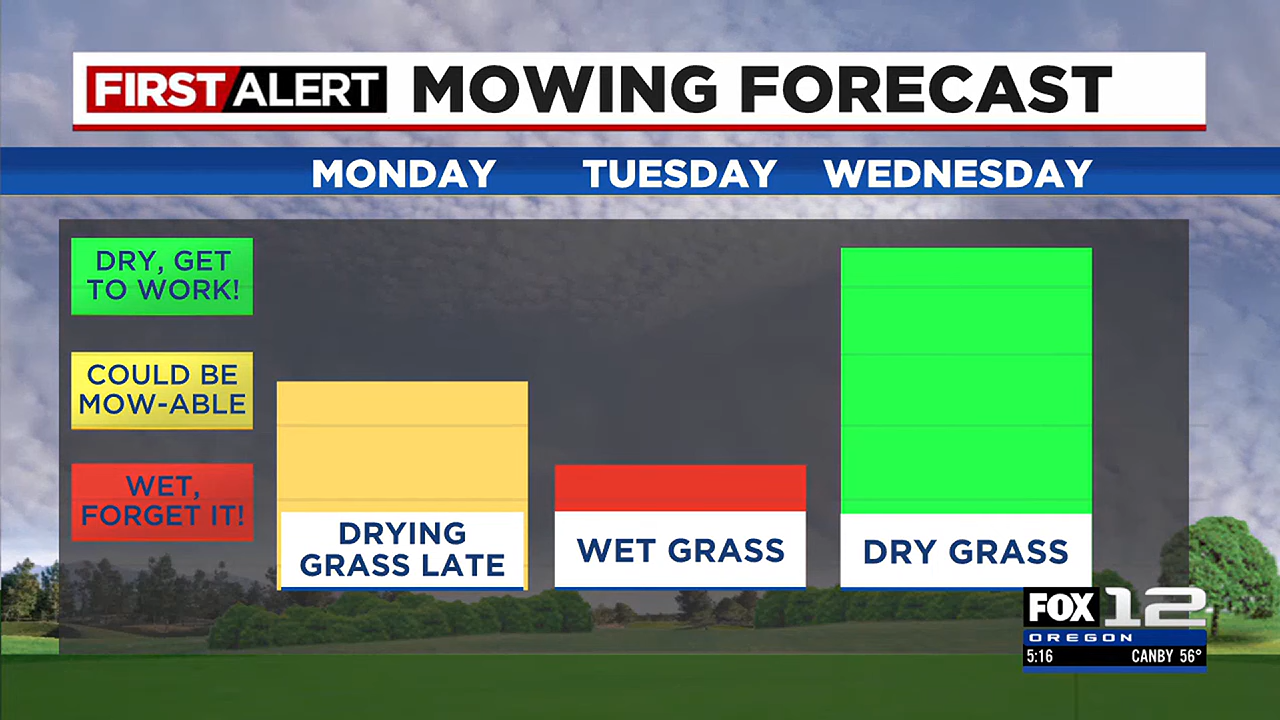 FIRST ALERT MOWING FORECAST
MONDAY TUESDAY WEDNESDAY
DRY, GET
TO WORK!
COULD BE
MOW-ABLE
WET,
FORGET IT!
DRYING
GRASS LATE
WET GRASS
DRY GRASS
FOX 12
OREGON
5:16 CANBY 56°